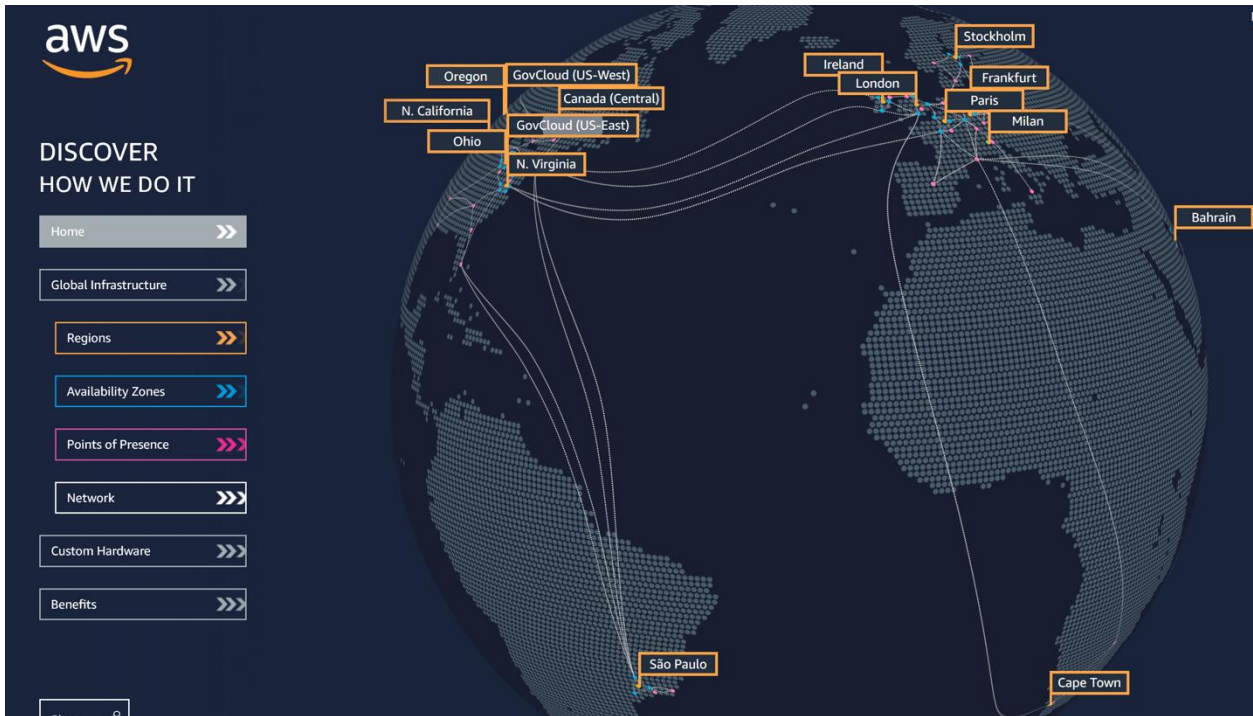 aws
DISCOVER
HOW WE DO IT
Home
Global Infrastructure
Regions
Availability Zones
Points of Presence
Network
Custom Hardware
Benefits
Stockholm
Ireland
Frankfurt
London
Oregon
GovCloud (US-West)
Paris
Canada (Central)
N. California
GovCloud (US-East)
Milan
Ohio
N. Virginia
Bahrain
São Paulo
Cape Town